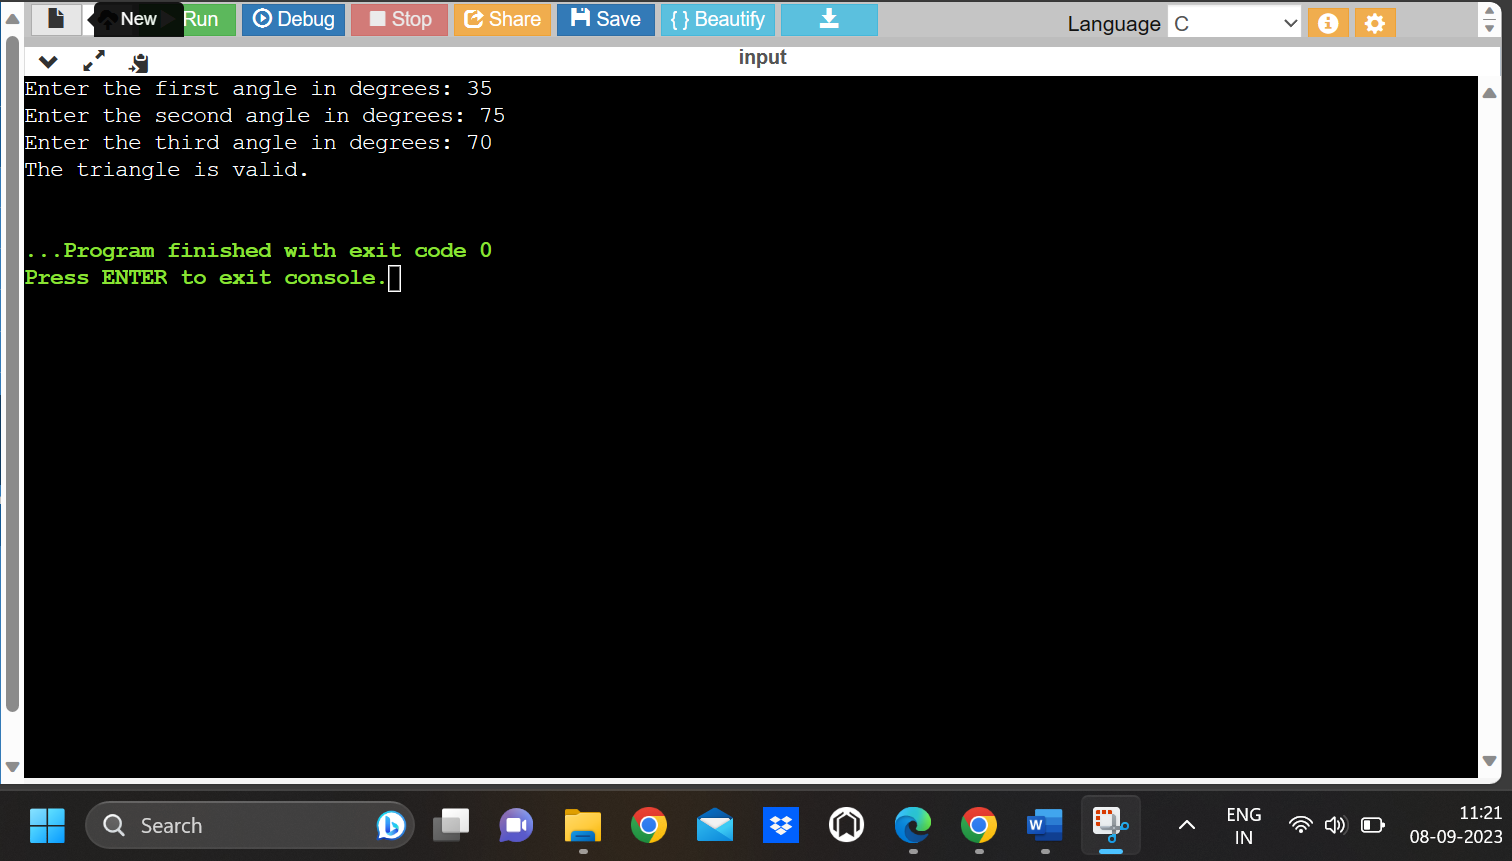 New Run Debug Stop Share Save { } Beautify Language C
input
Enter the first angle in degrees: 35
Enter the second angle in degrees: 75
Enter the third angle in degrees: 70
The triangle is valid.
...Program finished with exit code 0
Press ENTER to exit console.
Search
ENG
IN
11:21
08-09-2023